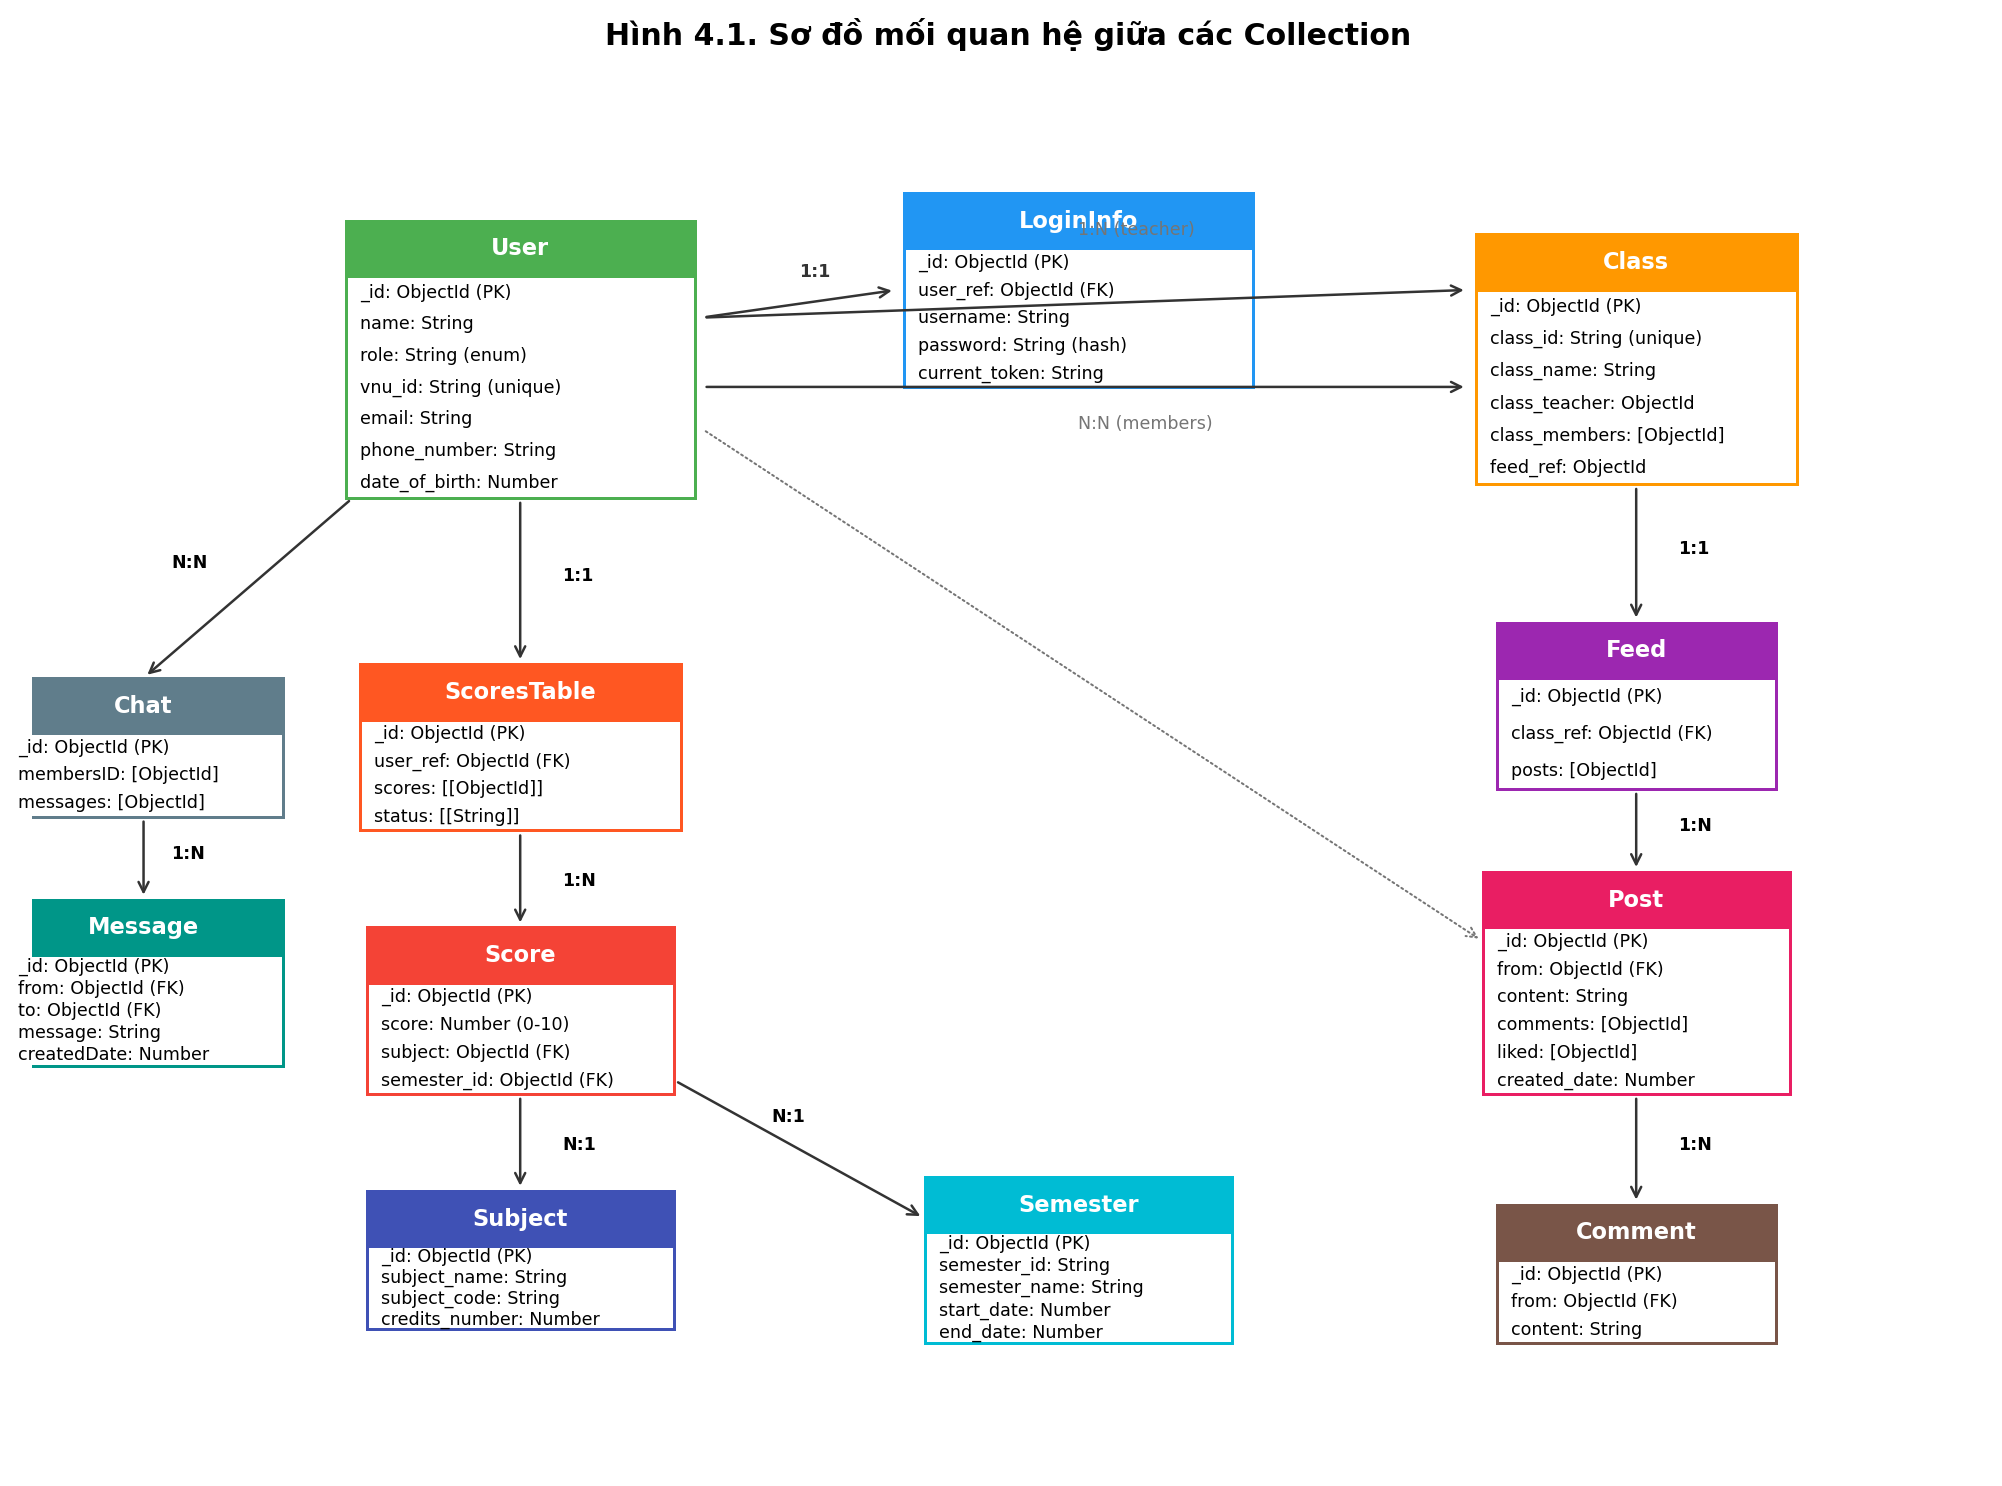 Hình 4.1. Sơ đồ mối quan hệ giữa các Collection
User
_id: ObjectId (PK)
name: String
role: String (enum)
vnu_id: String (unique)
email: String
phone_number: String
date_of_birth: Number
1:1
LoginInfo
1:N (teacher)
_id: ObjectId (PK)
user_ref: ObjectId (FK)
username: String
password: String (hash)
current_token: String
N:N (members)
Class
_id: ObjectId (PK)
class_id: String (unique)
class_name: String
class_teacher: ObjectId
class_members: [ObjectId]
feed_ref: ObjectId
N:N
1:1
1:1
Chat
_id: ObjectId (PK)
membersID: [ObjectId]
messages: [ObjectId]
1:N
Message
_id: ObjectId (PK)
from: ObjectId (FK)
to: ObjectId (FK)
message: String
createdDate: Number
ScoresTable
_id: ObjectId (PK)
user_ref: ObjectId (FK)
scores: [[ObjectId]]
status: [[String]]
1:N
Score
_id: ObjectId (PK)
score: Number (0-10)
subject: ObjectId (FK)
semester_id: ObjectId (FK)
N:1
N:1
Subject
_id: ObjectId (PK)
subject_name: String
subject_code: String
credits_number: Number
Semester
_id: ObjectId (PK)
semester_id: String
semester_name: String
start_date: Number
end_date: Number
Feed
_id: ObjectId (PK)
class_ref: ObjectId (FK)
posts: [ObjectId]
1:N
Post
_id: ObjectId (PK)
from: ObjectId (FK)
content: String
comments: [ObjectId]
liked: [ObjectId]
created_date: Number
1:N
Comment
_id: ObjectId (PK)
from: ObjectId (FK)
content: String